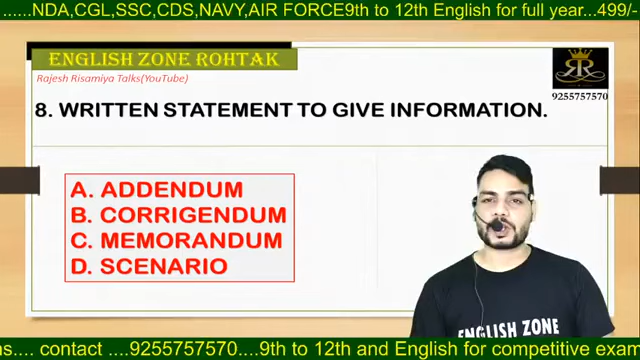 ......NDA,CGL,SSC,CDS,NAVY,AIR FORCE9th to 12th English for full year...499/-
ENGLISH ZONE ROHTAK
Rajesh Risamiya Talks(YouTube)
9255757570
8. WRITTEN STATEMENT TO GIVE INFORMATION.
A. ADDENDUM
B. CORRIGENDUM
C. MEMORANDUM
D. SCENARIO
ENGLISH ZONE
ns.... contact ....9255757570....9th to 12th and English for competitive exam